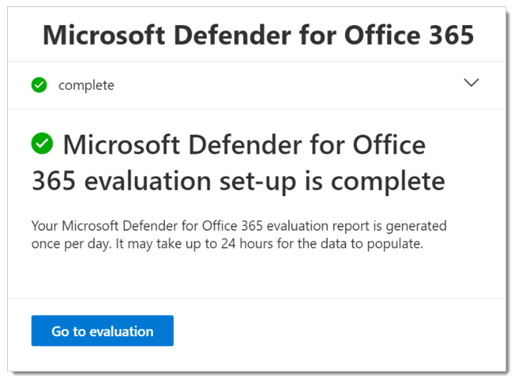 Microsoft Defender for Office 365
complete
Microsoft Defender for Office
365 evaluation set-up is complete
Your Microsoft Defender for Office 365 evaluation report is generated
once per day. It may take up to 24 hours for the data to populate.
Go to evaluation